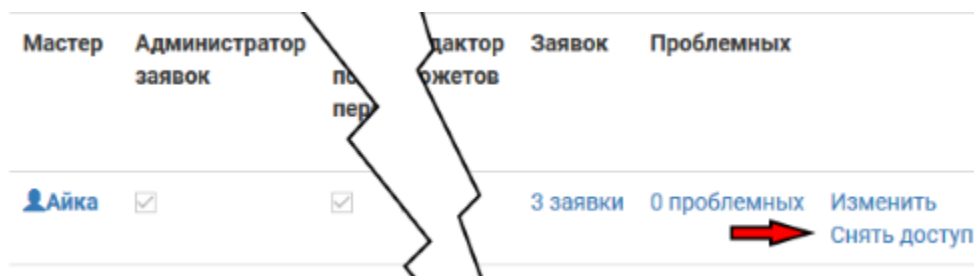 Мастер Администратор заявок Заявок Проблемных
Айка 3 заявки 0 проблемных Изменить
Снять доступ